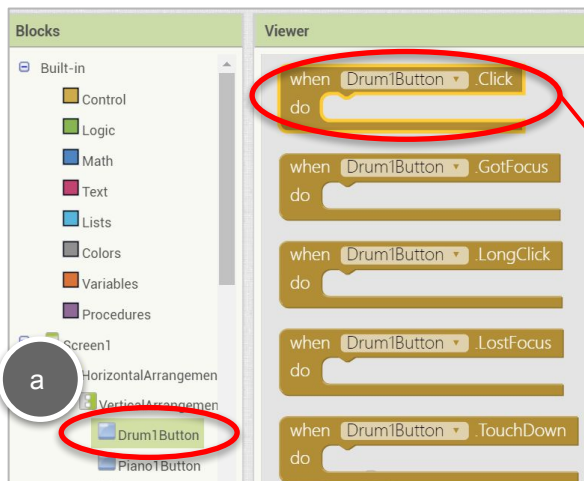 Blocks
Built-in
Control
Logic
Math
Text
Lists
Colors
Variables
Procedures
Screen1
HorizontalArrangemen
VerticalArrangemen
Drum1Button
Piano1Button
a
Viewer
when Drum1Button .Click
do
when Drum1Button .GotFocus
do
when Drum1Button .LongClick
do
when Drum1Button .LostFocus
do
when Drum1Button .TouchDown
do